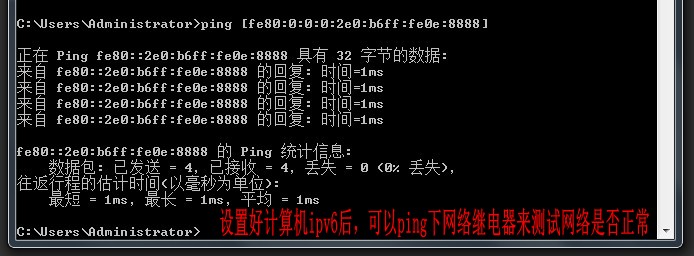 C:\Users\Administrator>ping [fe80:0:0:0:2e0:b6ff:fe0e:8888]
正在 Ping fe80::2e0:b6ff:fe0e:8888 具有 32 字节的数据:
来自 fe80::2e0:b6ff:fe0e:8888 的回复: 时间=1ms
来自 fe80::2e0:b6ff:fe0e:8888 的回复: 时间=1ms
来自 fe80::2e0:b6ff:fe0e:8888 的回复: 时间=1ms
来自 fe80::2e0:b6ff:fe0e:8888 的回复: 时间=1ms
fe80::2e0:b6ff:fe0e:8888 的 Ping 统计信息:
数据包: 已发送 = 4, 已接收 = 4, 丢失 = 0 (0% 丢失),
往返行程的估计时间(以毫秒为单位):
最短 = 1ms, 最长 = 1ms, 平均 = 1ms
C:\Users\Administrator>
设置好计算机ipv6后，可以ping下网络继电器来测试网络是否正常